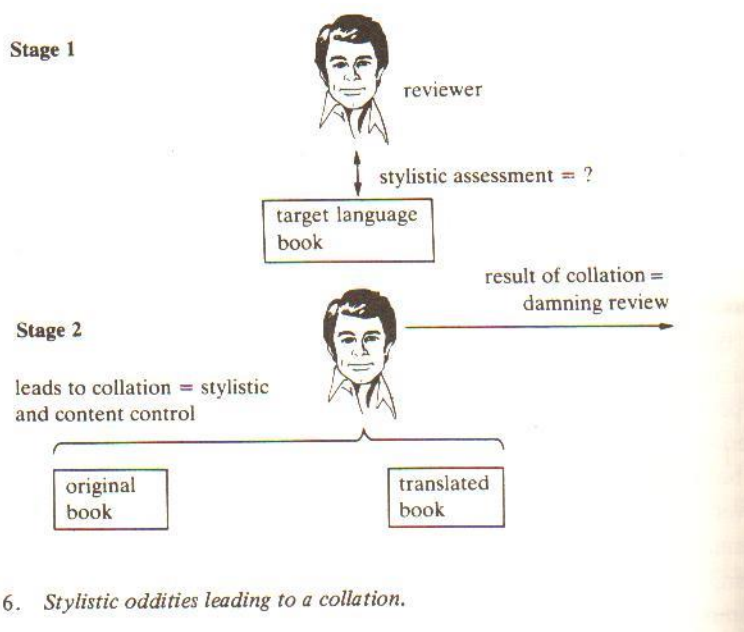 Stage 1
reviewer
stylistic assessment = ?
target language
book
result of collation =
damning review
Stage 2
leads to collation = stylistic
and content control
original
book
translated
book
6. Stylistic oddities leading to a collation.